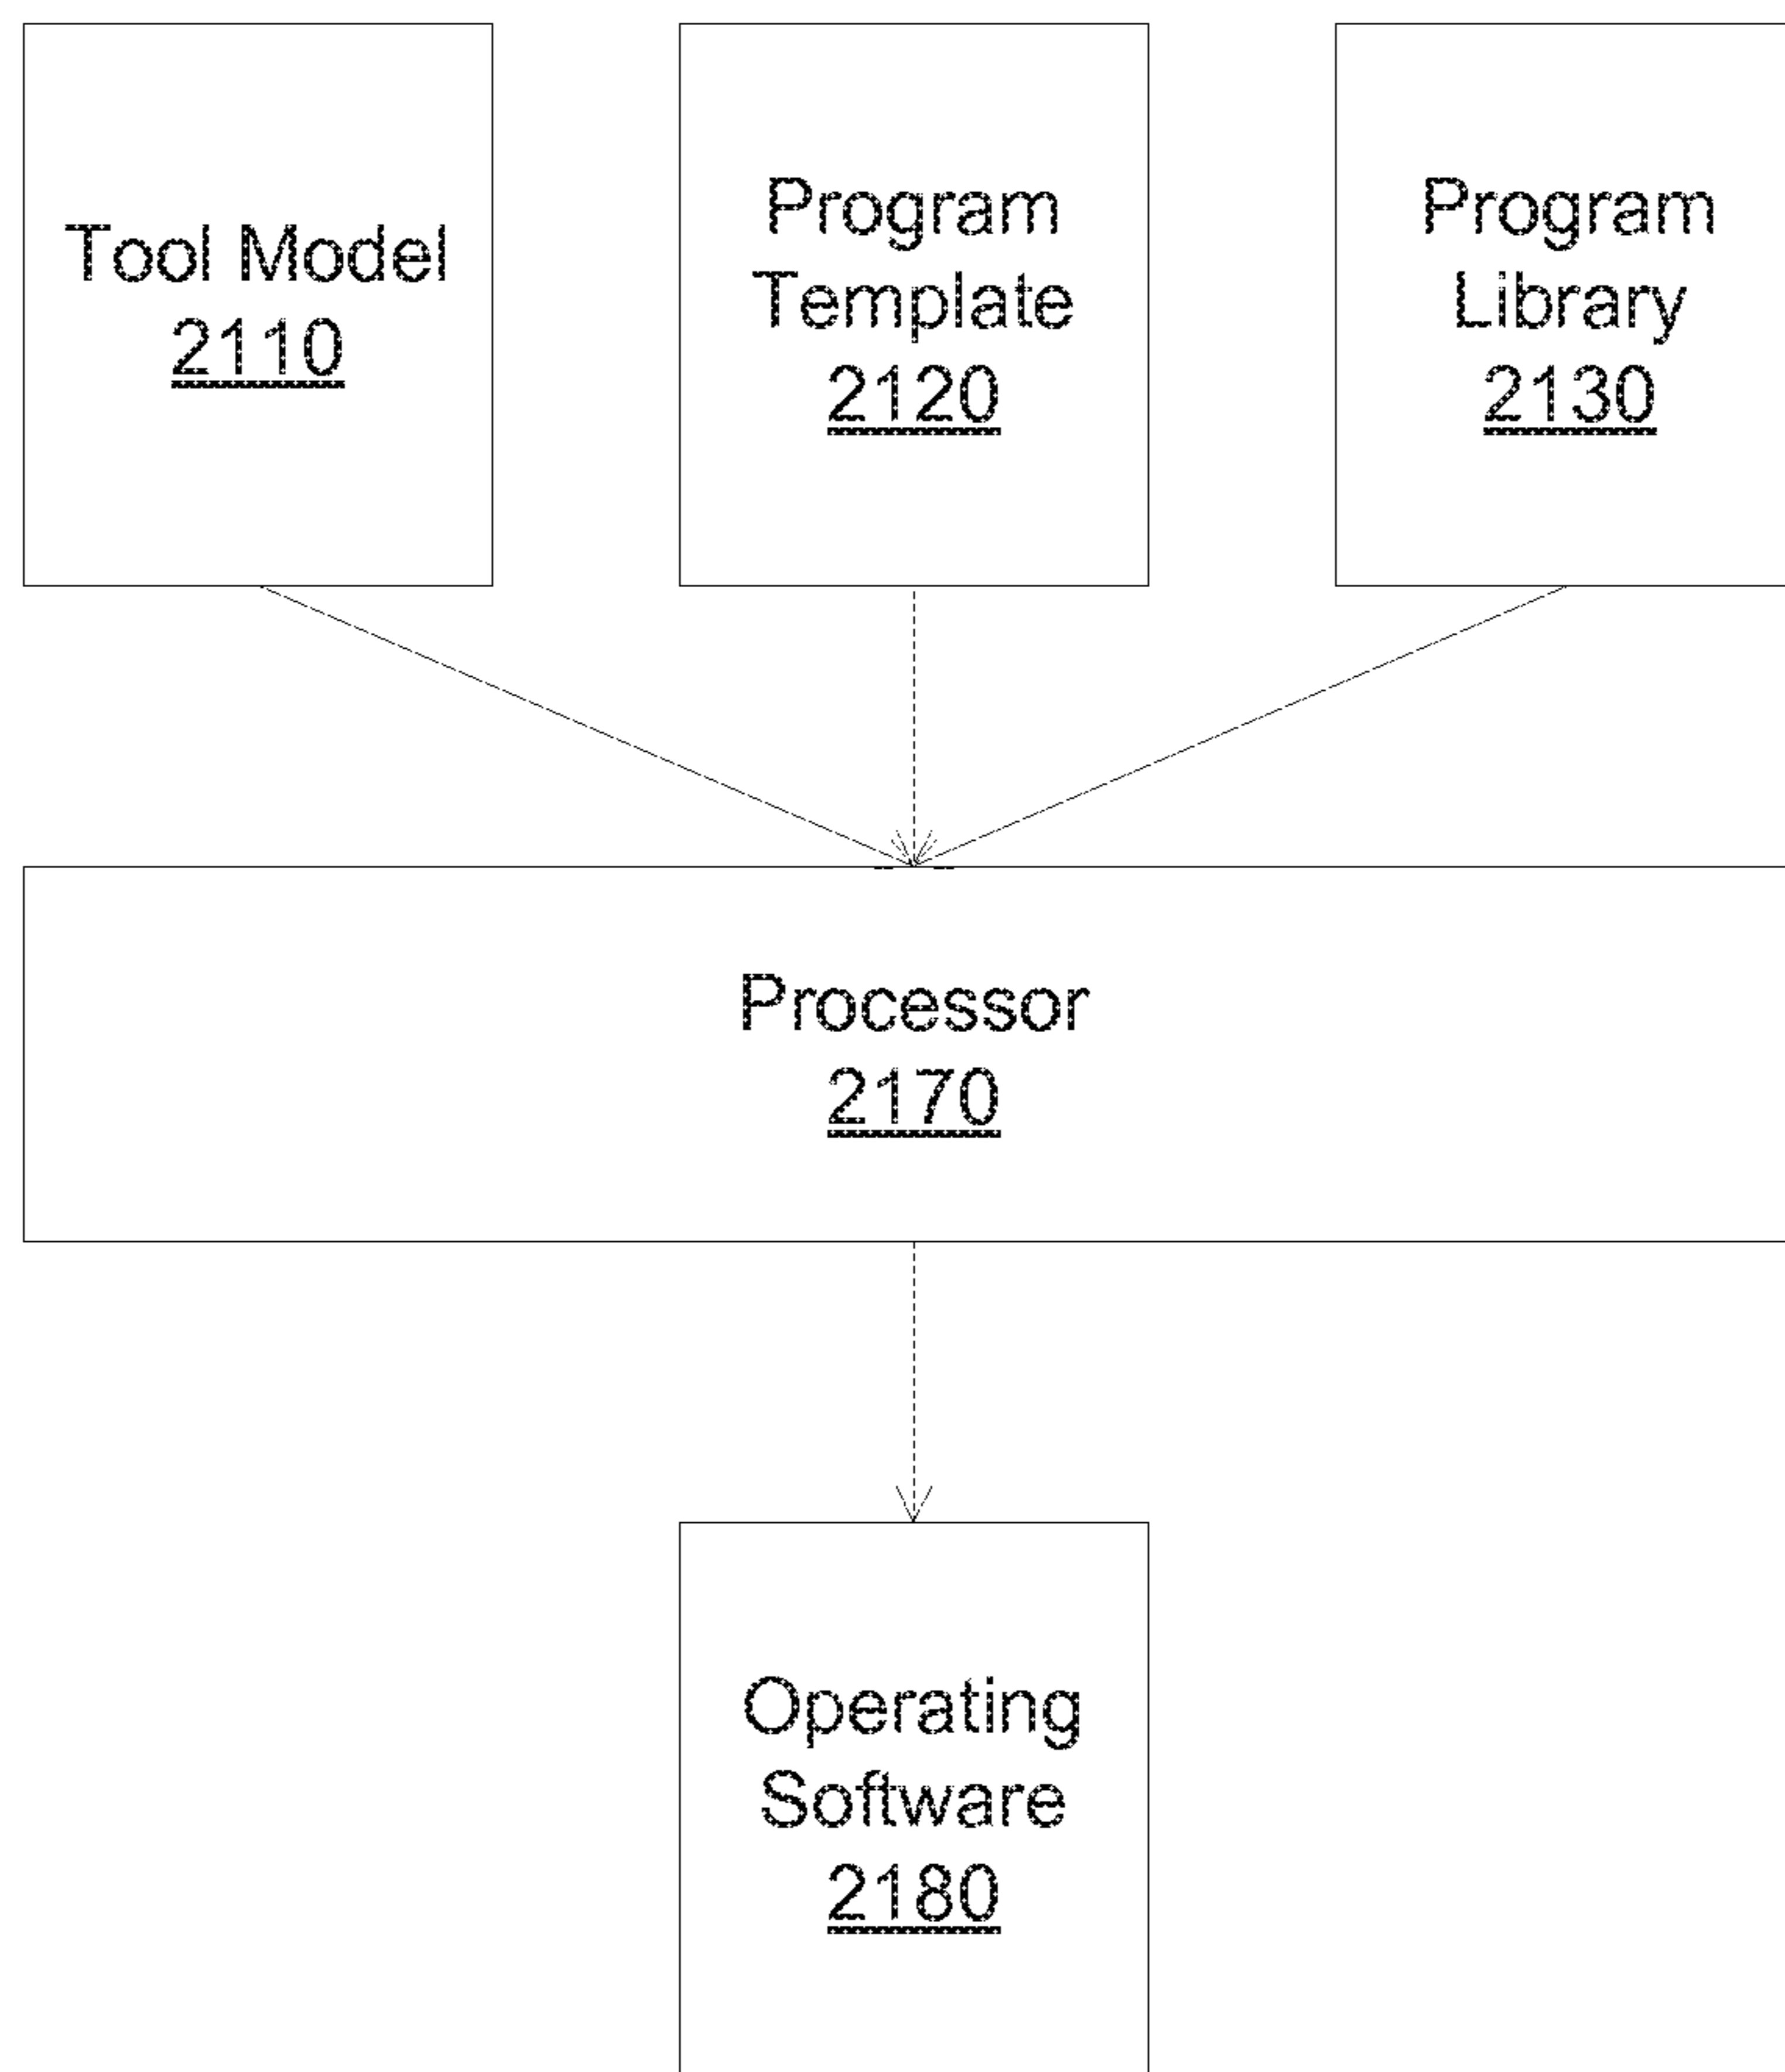 Tool Model
2110
Program
Template
2120
Program
Library
2130
Processor
2170
Operating
Software
2180